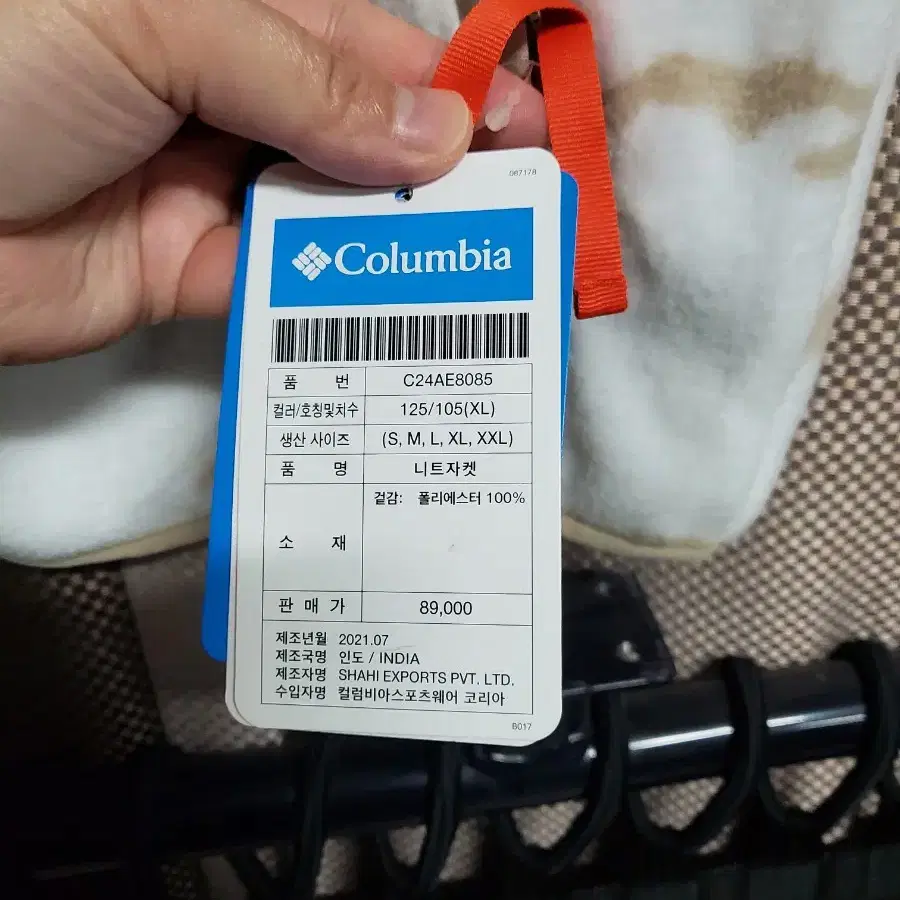 087178
Columbia
품 번 C24AE8085
컬러/호칭및치수 125/105(XL)
생산 사이즈 (S, M, L, XL, XXL)
품 명 니트자켓
소 재 겉감: 폴리에스터 100%
판 매 가 89,000
제조년월 2021.07
제조국명 인도 / INDIA
제조자명 SHAHI EXPORTS PVT. LTD.
수입자명 컬럼비아스포츠웨어 코리아
B017